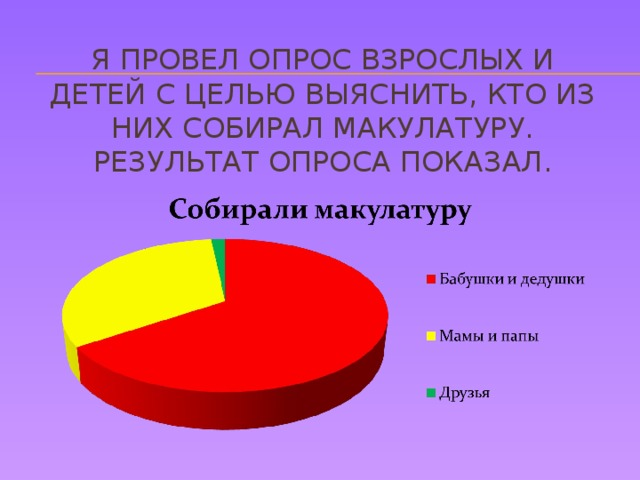 Я ПРОВЕЛ ОПРОС ВЗРОСЛЫХ И
ДЕТЕЙ С ЦЕЛЬЮ ВЫЯСНИТЬ, КТО ИЗ
НИХ СОБИРАЛ МАКУЛАТУРУ.
РЕЗУЛЬТАТ ОПРОСА ПОКАЗАЛ.
Собирали макулатуру
Бабушки и дедушки
Мамы и папы
Друзья